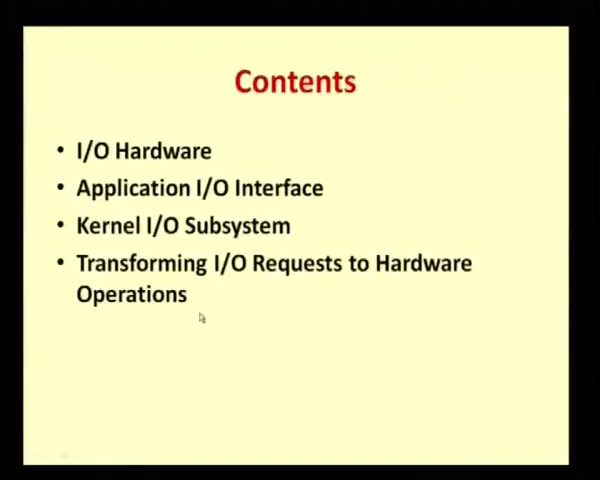 Contents
• I/O Hardware
• Application I/O Interface
• Kernel I/O Subsystem
• Transforming I/O Requests to Hardware
Operations